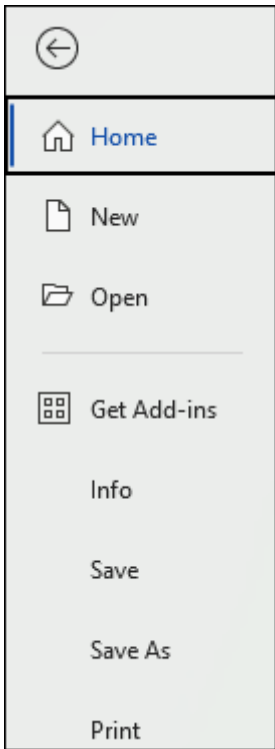 Home
New
Open
Get Add-ins
Info
Save
Save As
Print